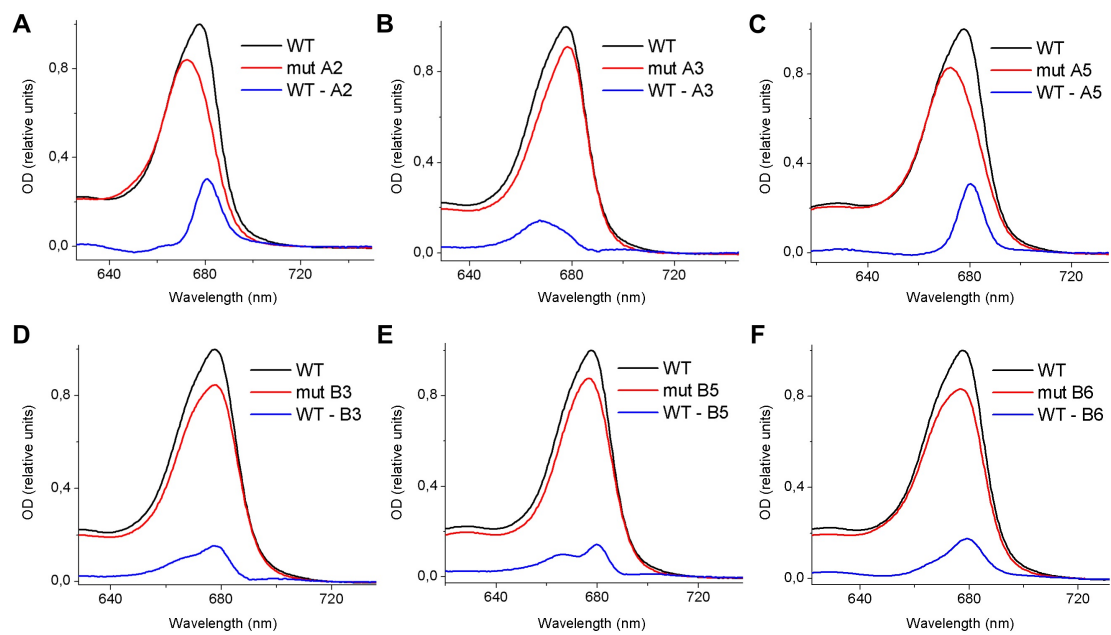 A
OD (relative units)
0,8
0,4
0,0
WT
mut A2
WT - A2
640
680
720
Wavelength (nm)
B
OD (relative units)
0,8
0,4
0,0
WT
mut A3
WT - A3
640
680
720
Wavelength (nm)
C
OD (relative units)
0,8
0,4
0,0
WT
mut A5
WT - A5
640
680
720
Wavelength (nm)
D
OD (relative units)
0,8
0,4
0,0
WT
mut B3
WT - B3
640
680
720
Wavelength (nm)
E
OD (relative units)
0,8
0,4
0,0
WT
mut B5
WT - B5
640
680
720
Wavelength (nm)
F
OD (relative units)
0,8
0,4
0,0
WT
mut B6
WT - B6
640
680
720
Wavelength (nm)